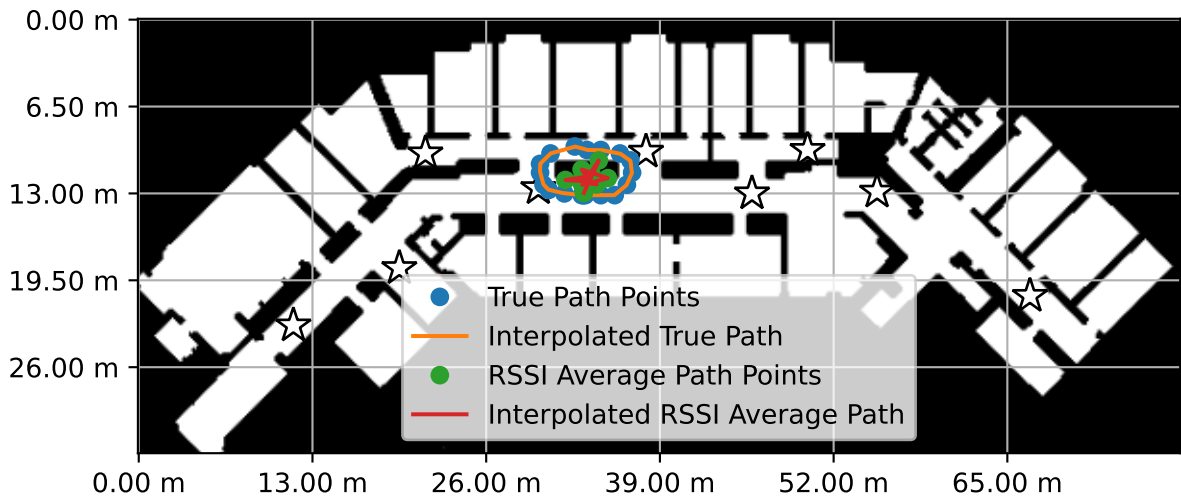 0.00 m
6.50 m
13.00 m
19.50 m
26.00 m
True Path Points
Interpolated True Path
RSSI Average Path Points
Interpolated RSSI Average Path
0.00 m 13.00 m 26.00 m 39.00 m 52.00 m 65.00 m